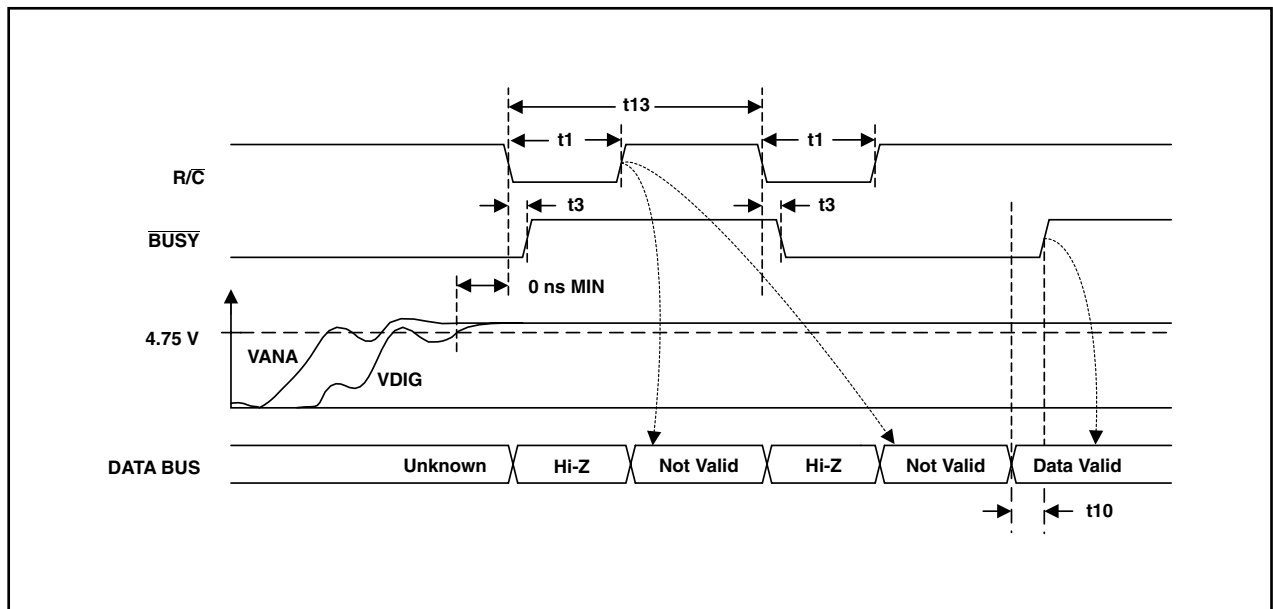 t13
t1 t1
R/C̅
t3 t3
B̅U̅S̅Y̅
0 ns MIN
4.75 V
VANA
VDIG
DATA BUS Unknown Hi-Z Not Valid Hi-Z Not Valid Data Valid
t10